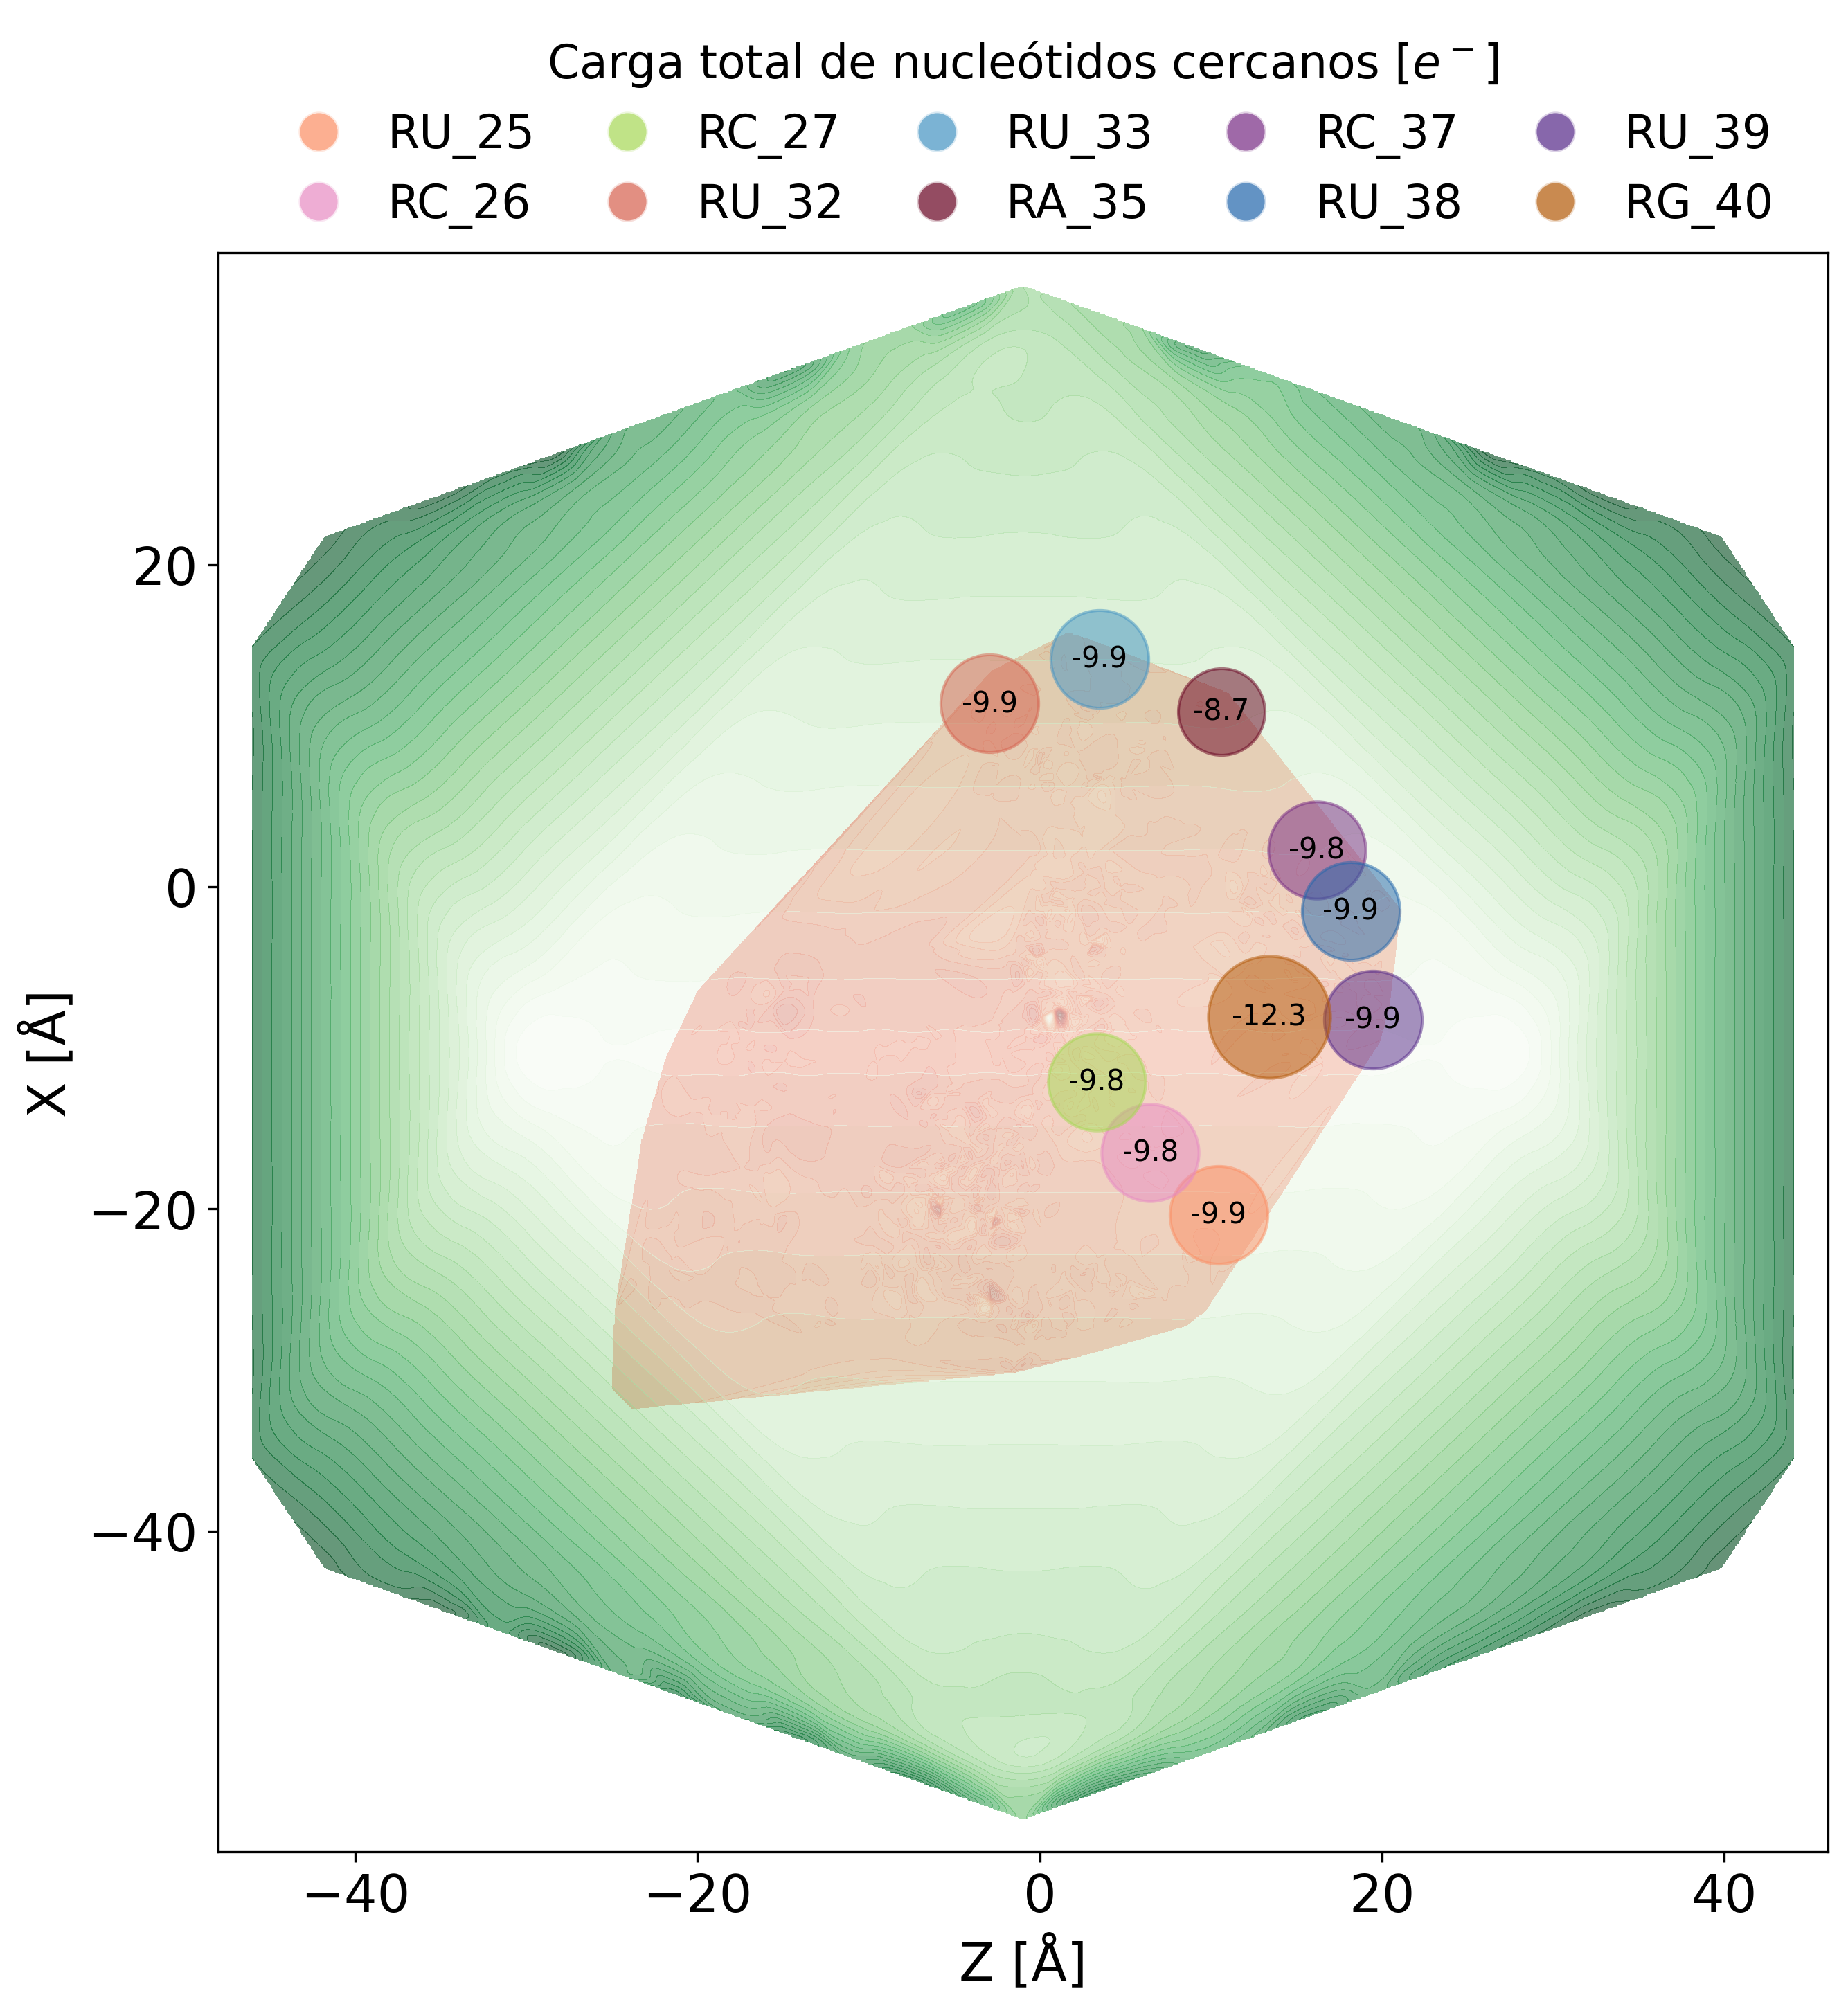 Carga total de nucleótidos cercanos [e⁻]
RU_25 RC_27 RU_33 RC_37 RU_39
RC_26 RU_32 RA_35 RU_38 RG_40
20
0
−20
−40
X [Å]
-9.9
-9.9
-8.7
-9.8
-9.9
-12.3
-9.9
-9.8
-9.8
-9.9
−40 −20 0 20 40
Z [Å]